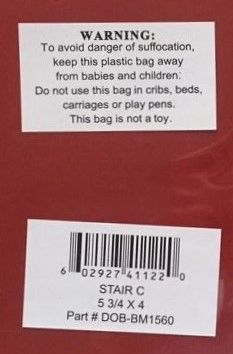 WARNING:
To avoid danger of suffocation,
keep this plastic bag away
from babies and children.
Do not use this bag in cribs, beds,
carriages or play pens.
This bag is not a toy.
6 02927 41122 0
STAIR C
5 3/4 X 4
Part # DOB-BM1560